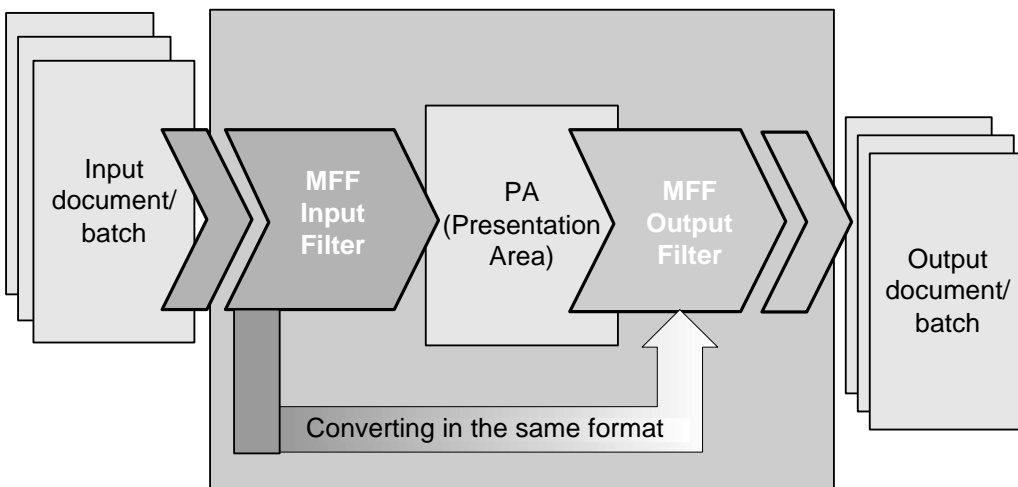 Input
document/
batch
MFF
Input
Filter
PA
(Presentation
Area)
MFF
Output
Filter
Output
document/
batch
Converting in the same format